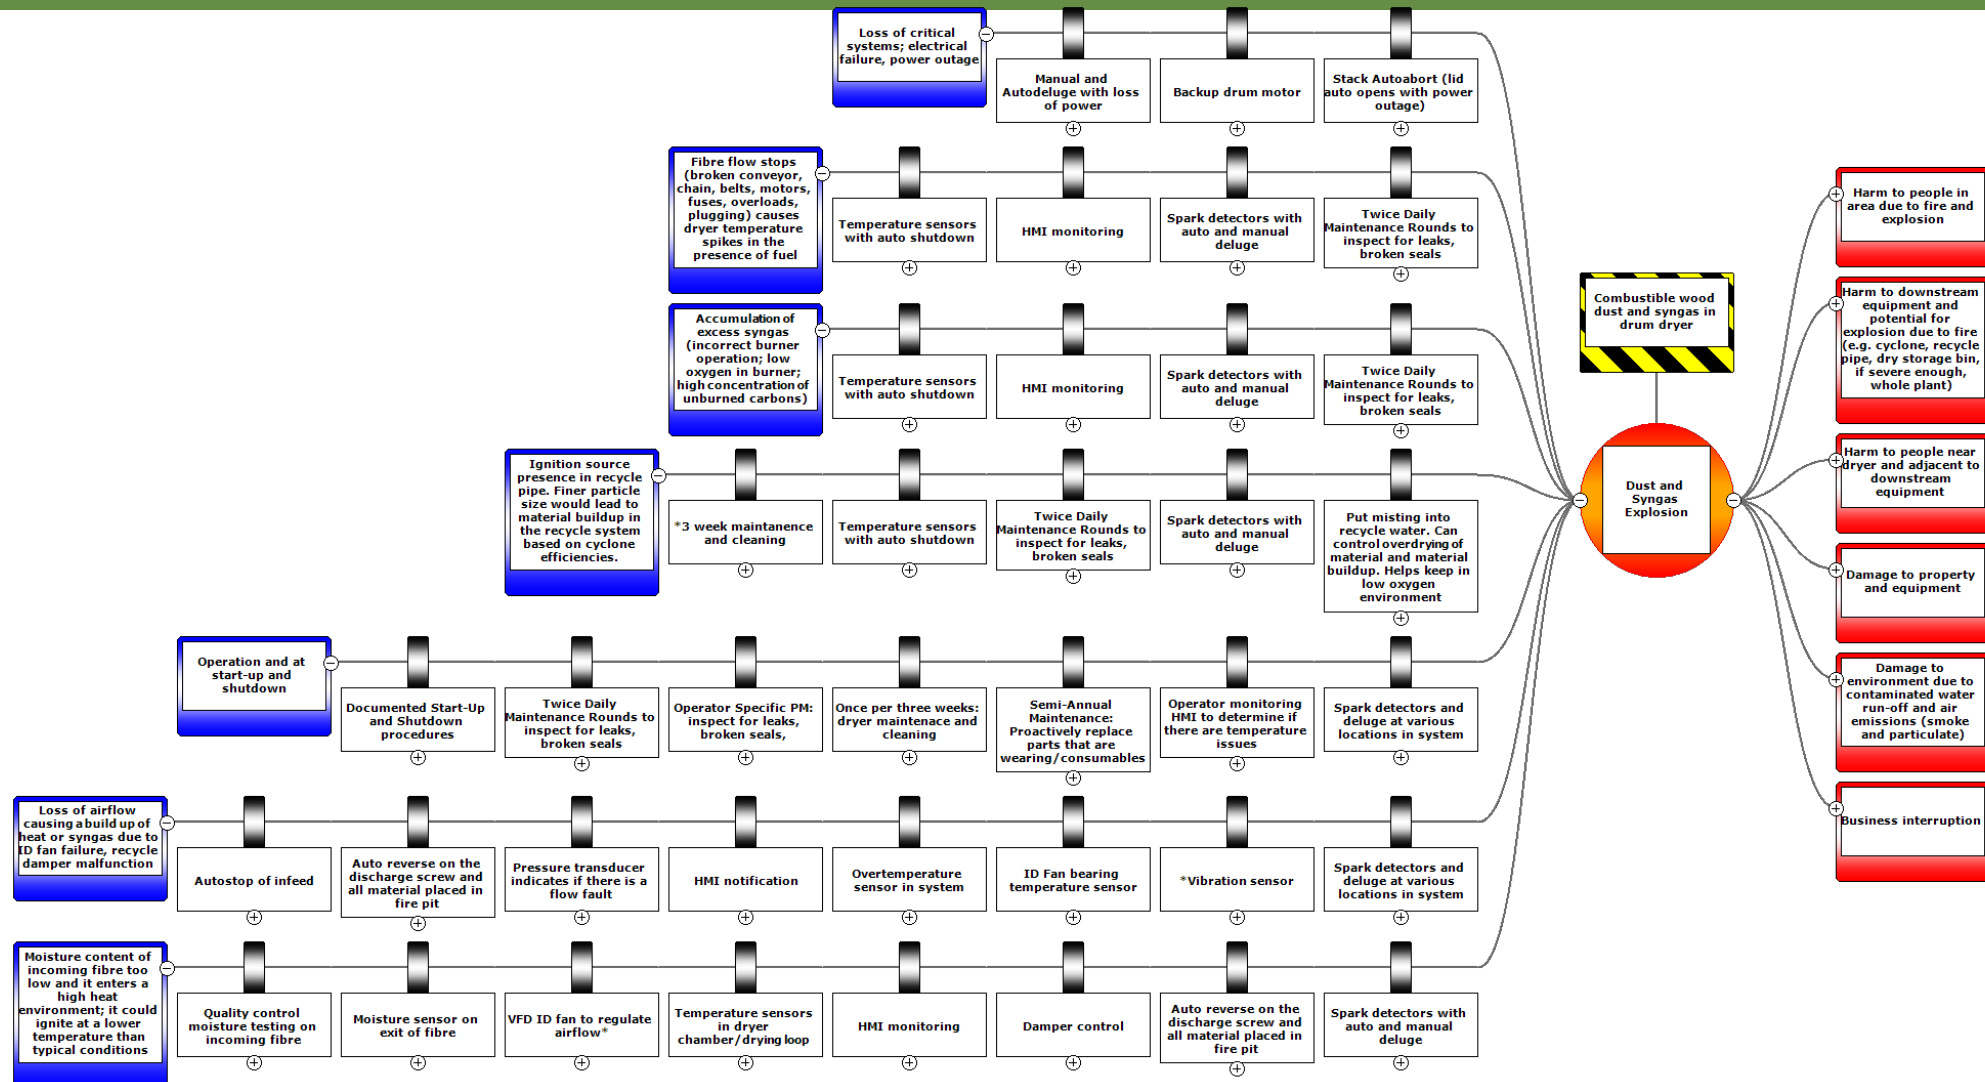 Loss of critical
systems; electrical
failure, power outage
Manual and
Autodeluge with loss
of power
Backup drum motor
Stack Autoabort (lid
auto opens with power
outage)
Fibre flow stops
(broken conveyor,
chain, belts, motors,
fuses, overloads,
plugging) causes
dryer temperature
spikes in the
presence of fuel
Temperature sensors
with auto shutdown
HMI monitoring
Spark detectors with
auto and manual
deluge
Twice Daily
Maintenance Rounds to
inspect for leaks,
broken seals
Accumulation of
excess syngas
(incorrect burner
operation; low
oxygen in burner;
high concentration of
unburned carbons)
Temperature sensors
with auto shutdown
HMI monitoring
Spark detectors with
auto and manual
deluge
Twice Daily
Maintenance Rounds to
inspect for leaks,
broken seals
Ignition source
presence in recycle
pipe. Finer particle
size would lead to
material buildup in
the recycle system
based on cyclone
efficiencies.
*3 week maintanence
and cleaning
Temperature sensors
with auto shutdown
Twice Daily
Maintenance Rounds to
inspect for leaks,
broken seals
Spark detectors with
auto and manual
deluge
Put misting into
recycle water. Can
control overdrying of
material and material
buildup. Helps keep in
low oxygen
environment
Operation and at
start-up and
shutdown
Documented Start-Up
and Shutdown
procedures
Twice Daily
Maintenance Rounds to
inspect for leaks,
broken seals
Operator Specific PM:
inspect for leaks,
broken seals,
Once per three weeks:
dryer maintenace and
cleaning
Semi-Annual
Maintenance:
Proactively replace
parts that are
wearing/consumables
Operator monitoring
HMI to determine if
there are temperature
issues
Spark detectors and
deluge at various
locations in system
Loss of airflow
causing a build up of
heat or syngas due to
ID fan failure, recycle
damper malfunction
Autostop of infeed
Auto reverse on the
discharge screw and
all material placed in
fire pit
Pressure transducer
indicates if there is a
flow fault
HMI notification
Overtemperature
sensor in system
ID Fan bearing
temperature sensor
*Vibration sensor
Spark detectors and
deluge at various
locations in system
Moisture content of
incoming fibre too
low and it enters a
high heat
environment; it could
ignite at a lower
temperature than
typical conditions
Quality control
moisture testing on
incoming fibre
Moisture sensor on
exit of fibre
VFD ID fan to regulate
airflow*
Temperature sensors
in dryer
chamber/drying loop
HMI monitoring
Damper control
Auto reverse on the
discharge screw and
all material placed in
fire pit
Spark detectors with
auto and manual
deluge
Combustible wood
dust and syngas in
drum dryer
Dust and
Syngas
Explosion
Harm to people in
area due to fire and
explosion
Harm to downstream
equipment and
potential for
explosion due to fire
(e.g. cyclone, recycle
pipe, dry storage bin,
if severe enough,
whole plant)
Harm to people near
dryer and adjacent to
downstream
equipment
Damage to property
and equipment
Damage to
environment due to
contaminated water
run-off and air
emissions (smoke
and particulate)
Business interruption